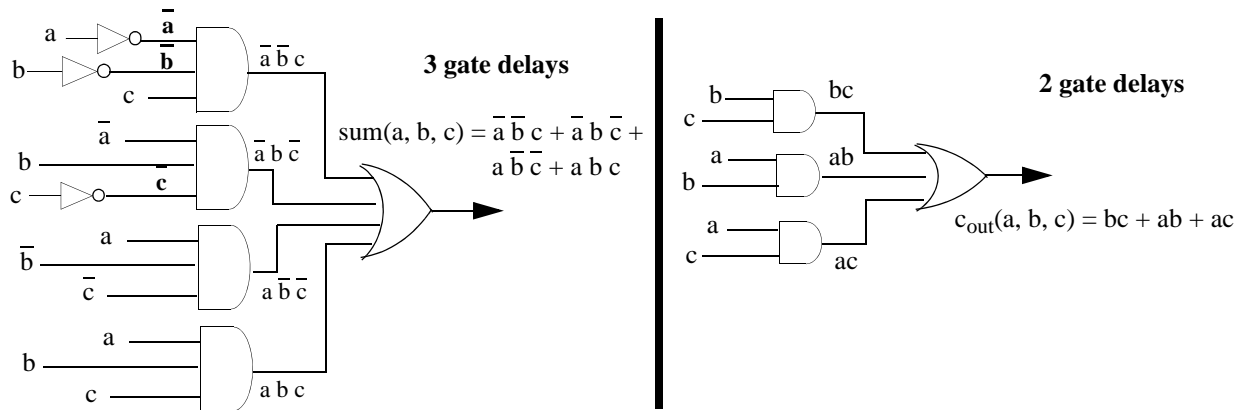 a
a̅
b
b̅
c
a̅ b̅ c
3 gate delays
a̅
b
c
c̅
a̅ b c̅
sum(a, b, c) = a̅ b̅ c + a̅ b c̅ +
a b̅ c̅ + a b c
a
b̅
c̅
a b̅ c̅
a
b
c
a b c
2 gate delays
b
c
bc
a
b
ab
a
c
ac
c_out(a, b, c) = bc + ab + ac